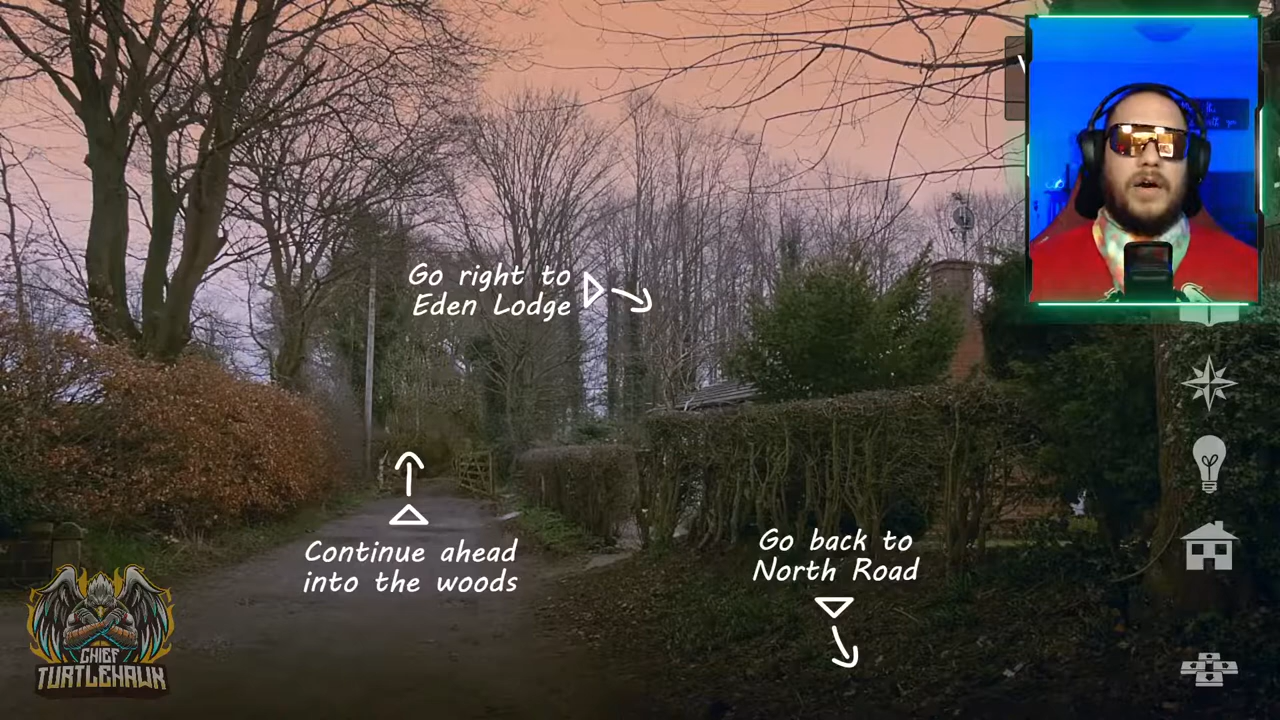 Go right to
Eden Lodge
Continue ahead
into the woods
Go back to
North Road
CHIEF
TURTLEHAWK